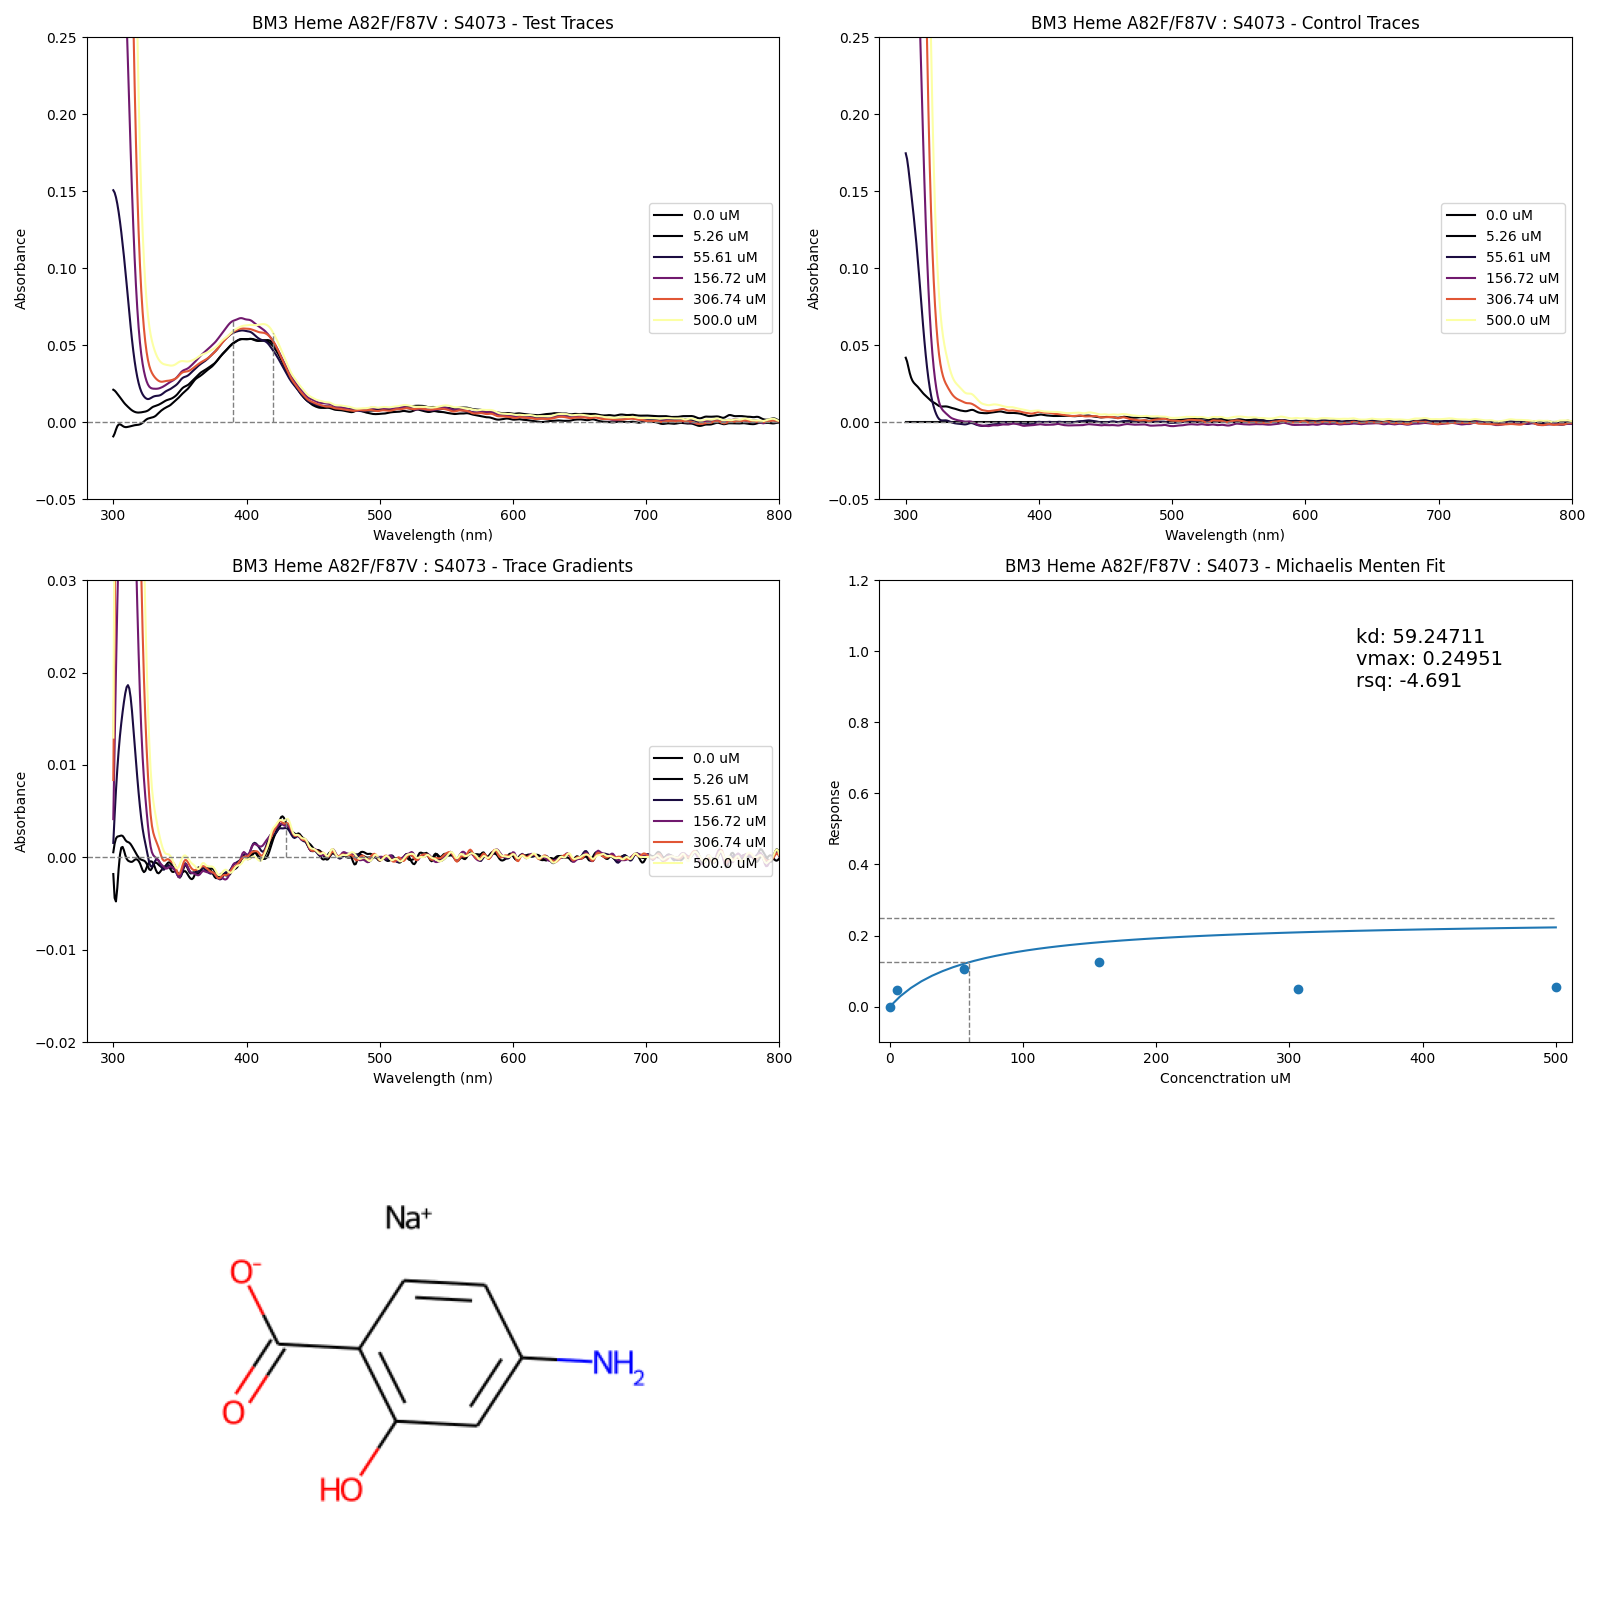 BM3 Heme A82F/F87V : S4073 - Test Traces
0.25
0.20
0.15
0.10
0.05
0.00
−0.05
Absorbance
300 400 500 600 700 800
Wavelength (nm)
0.0 uM
5.26 uM
55.61 uM
156.72 uM
306.74 uM
500.0 uM
BM3 Heme A82F/F87V : S4073 - Control Traces
0.25
0.20
0.15
0.10
0.05
0.00
−0.05
Absorbance
300 400 500 600 700 800
Wavelength (nm)
0.0 uM
5.26 uM
55.61 uM
156.72 uM
306.74 uM
500.0 uM
BM3 Heme A82F/F87V : S4073 - Trace Gradients
0.03
0.02
0.01
0.00
−0.01
−0.02
Absorbance
300 400 500 600 700 800
Wavelength (nm)
0.0 uM
5.26 uM
55.61 uM
156.72 uM
306.74 uM
500.0 uM
BM3 Heme A82F/F87V : S4073 - Michaelis Menten Fit
1.2
1.0
0.8
0.6
0.4
0.2
0.0
Response
0 100 200 300 400 500
Concenctration uM
kd: 59.24711
vmax: 0.24951
rsq: -4.691
Na⁺
O⁻
O
HO
NH₂